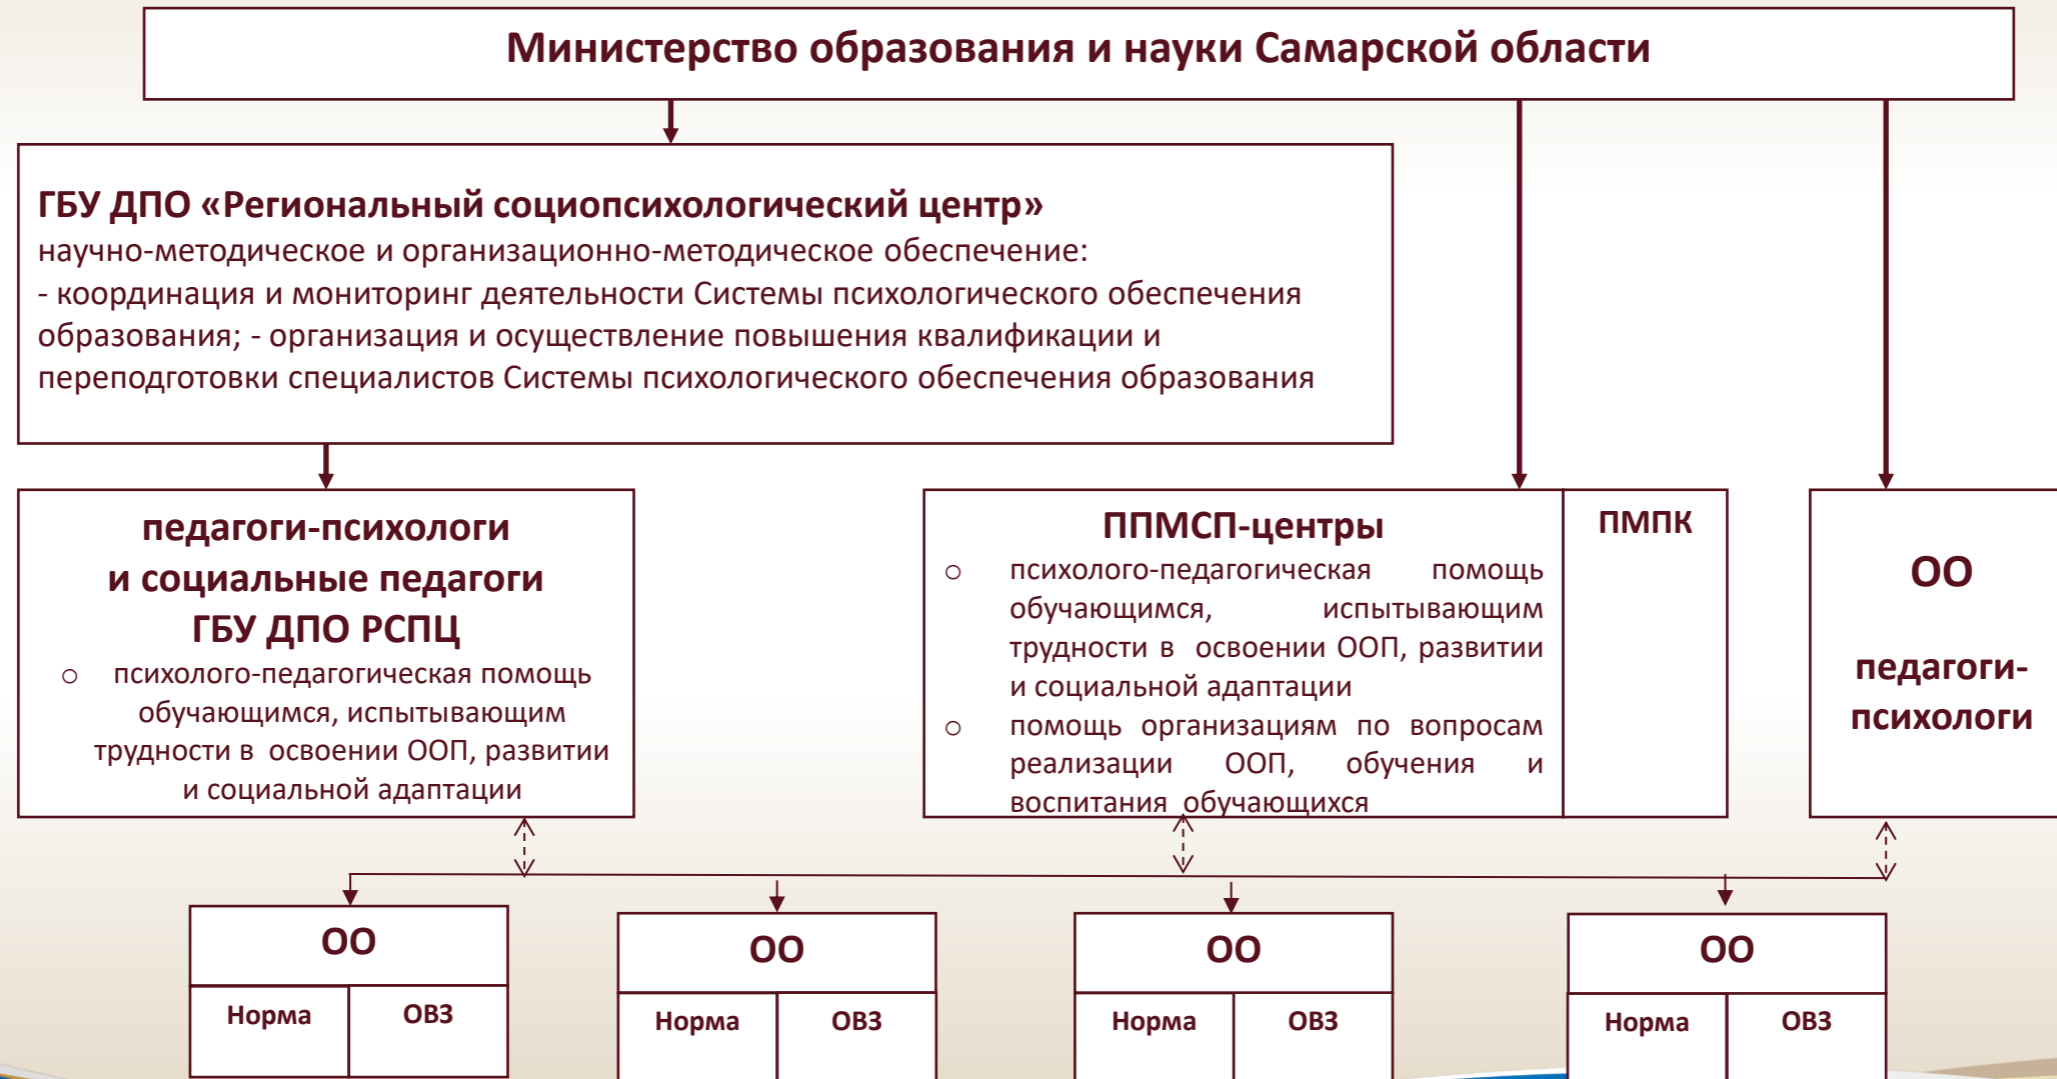 Министерство образования и науки Самарской области
ГБУ ДПО «Региональный социопсихологический центр»
научно-методическое и организационно-методическое обеспечение:
- координация и мониторинг деятельности Системы психологического обеспечения
образования; - организация и осуществление повышения квалификации и
переподготовки специалистов Системы психологического обеспечения образования
педагоги-психологи
и социальные педагоги
ГБУ ДПО РСПЦ
○ психолого-педагогическая помощь
обучающимся, испытывающим
трудности в освоении ООП, развитии
и социальной адаптации
ППМСП-центры
○ психолого-педагогическая помощь
обучающимся, испытывающим
трудности в освоении ООП, развитии
и социальной адаптации
○ помощь организациям по вопросам
реализации ООП, обучения и
воспитания обучающихся
ПМПК
ОО
педагоги-
психологи
ОО
Норма ОВЗ
ОО
Норма ОВЗ
ОО
Норма ОВЗ
ОО
Норма ОВЗ